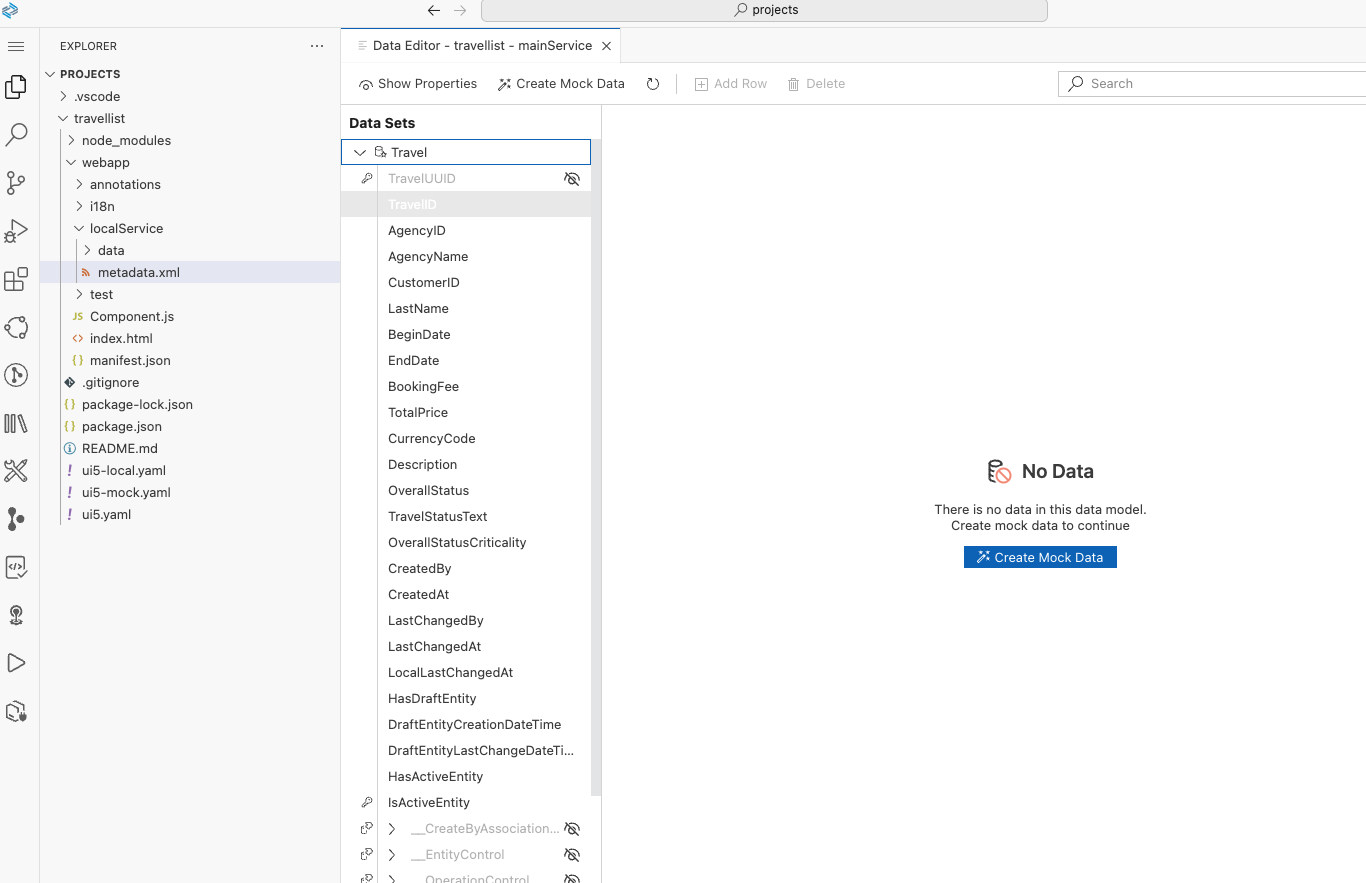 projects
EXPLORER
PROJECTS
.vscode
travellist
node_modules
webapp
annotations
i18n
localService
data
metadata.xml
test
JS Component.js
<> index.html
{} manifest.json
.gitignore
{} package-lock.json
{} package.json
README.md
! ui5-local.yaml
! ui5-mock.yaml
! ui5.yaml
Data Editor - travellist - mainService
Show Properties Create Mock Data Add Row Delete Search
Data Sets
Travel
TravelUUID
TravelID
AgencyID
AgencyName
CustomerID
LastName
BeginDate
EndDate
BookingFee
TotalPrice
CurrencyCode
Description
OverallStatus
TravelStatusText
OverallStatusCriticality
CreatedBy
CreatedAt
LastChangedBy
LastChangedAt
LocalLastChangedAt
HasDraftEntity
DraftEntityCreationDateTime
DraftEntityLastChangeDateTi...
HasActiveEntity
IsActiveEntity
__CreateByAssociation...
__EntityControl
__OperationControl
No Data
There is no data in this data model.
Create mock data to continue
Create Mock Data